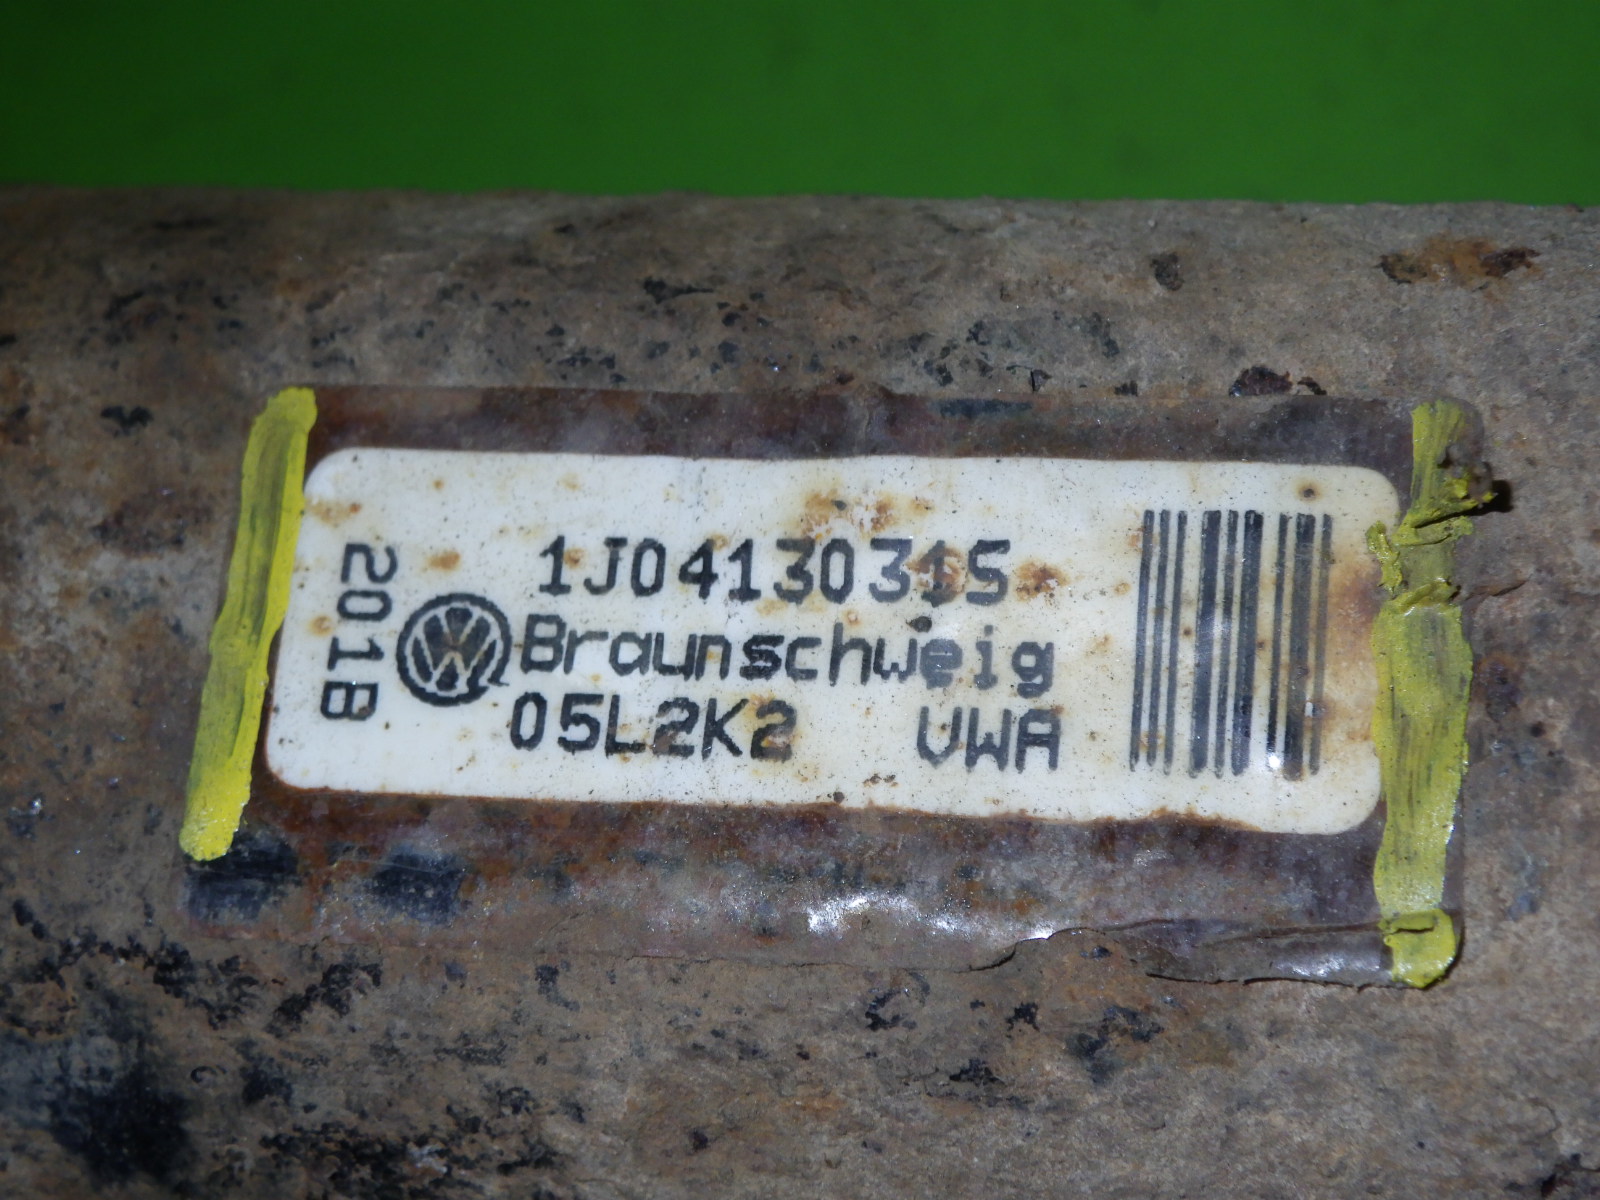 1J0413031S
Braunschweig
05L2K2 VWA
201B